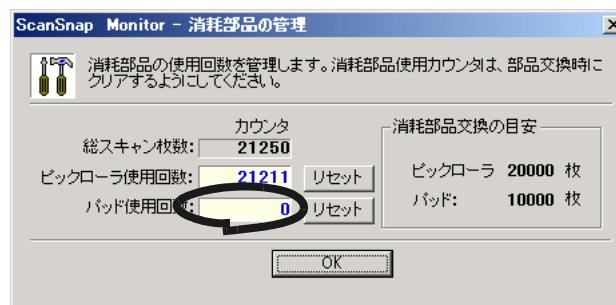 ScanSnap Monitor - 消耗部品の管理
消耗部品の使用回数を管理します。消耗部品使用カウンタは、部品交換時に
クリアするようにしてください。
カウンタ
総スキャン枚数: 21250
ピックローラ使用回数: 21211 リセット
パッド使用回数: 0 リセット
消耗部品交換の目安
ピックローラ 20000 枚
パッド: 10000 枚
OK